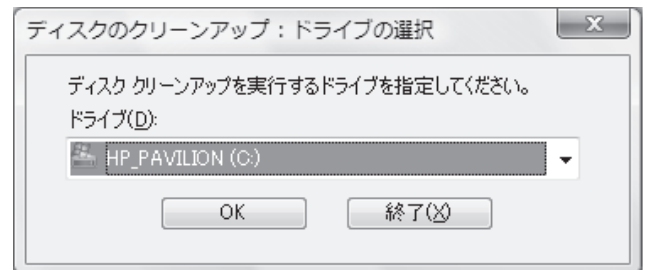 ディスクのクリーンアップ：ドライブの選択
ディスク クリーンアップを実行するドライブを指定してください。
ドライブ(D):
HP_PAVILION (C:)
OK
終了(X)